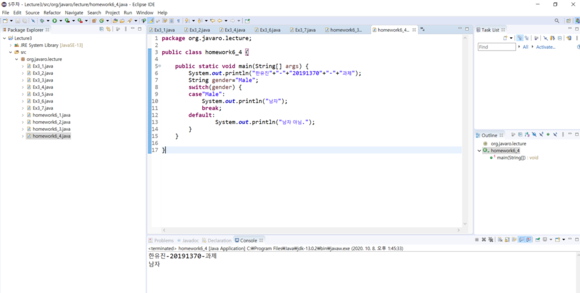 5주차 - Lecture3/src/org/javaro/lecture/homework6_4.java - Eclipse IDE
File Edit Source Refactor Navigate Search Project Run Window Help
Package Explorer
Lecture3
JRE System Library [JavaSE-13]
src
org.javaro.lecture
Ex3_1.java
Ex3_2.java
Ex3_3.java
Ex3_4.java
Ex3_5.java
Ex3_6.java
Ex3_7.java
homework6_1.java
homework6_2.java
homework6_3.java
homework6_4.java
Ex3_1.java
Ex3_2.java
Ex3_4.java
Ex3_6.java
Ex3_7.java
homework6_3....
homework6_4....
1 package org.javaro.lecture;
2
3 public class homework6_4 {
4
5 public static void main(String[] args) {
6 System.out.println("한유진"+"-"+"20191370"+"-"+"과제");
7 String gender="Male";
8 switch(gender) {
9 case"Male":
10 System.out.println("남자");
11 break;
12 default:
13 System.out.println("남자 아님.");
14 }
15 }
16
17 }
Task List
Find
All
Activate...
Outline
org.javaro.lecture
homework6_4
main(String[]) : void
Problems Javadoc Declaration Console
<terminated> homework6_4 [Java Application] C:\Program Files\Java\jdk-13.0.2\bin\javaw.exe (2020. 10. 8. 오후 1:45:33)
한유진-20191370-과제
남자